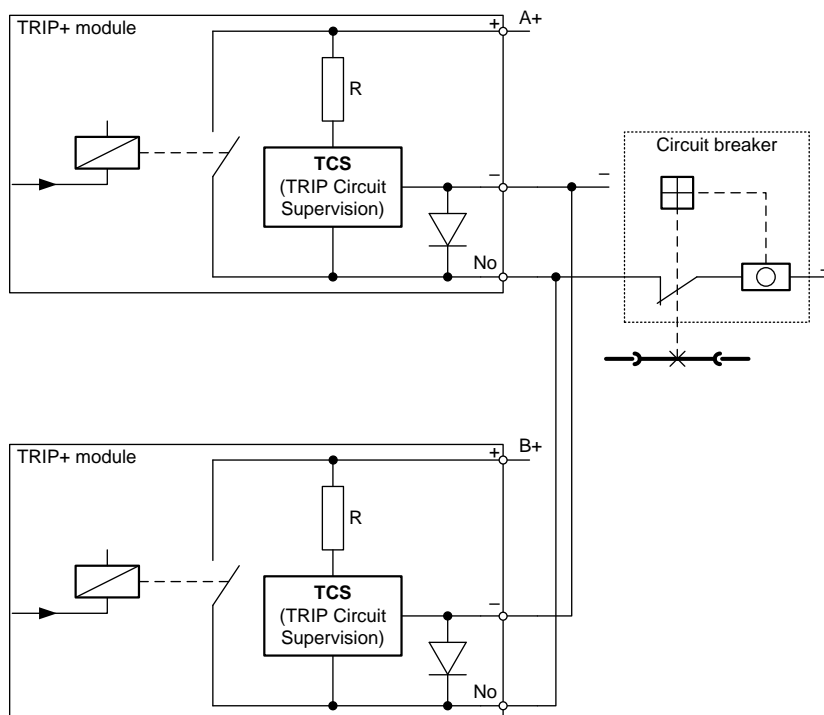 TRIP+ module
+
A+
R
TCS
(TRIP Circuit
Supervision)
–
–
No
Circuit breaker
–
TRIP+ module
+
B+
R
TCS
(TRIP Circuit
Supervision)
–
No